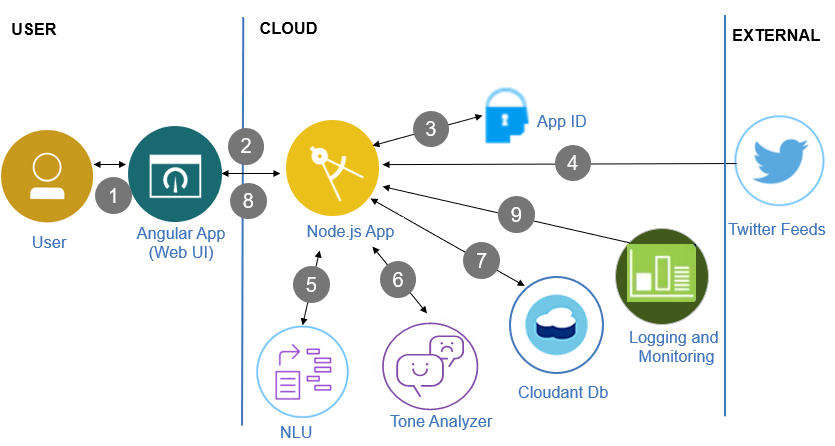 USER
CLOUD
EXTERNAL
1
User
Angular App
(Web UI)
2
8
Node.js App
3
App ID
4
Twitter Feeds
5
NLU
6
Tone Analyzer
7
Cloudant Db
9
Logging and
Monitoring